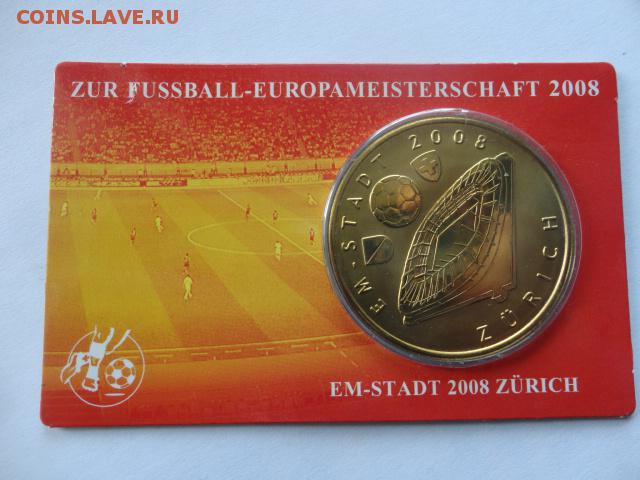 COINS.LAVE.RU
ZUR FUSSBALL-EUROPAMEISTERSCHAFT 2008
EM-STADT 2008
ZÜRICH
EM-STADT 2008 ZÜRICH